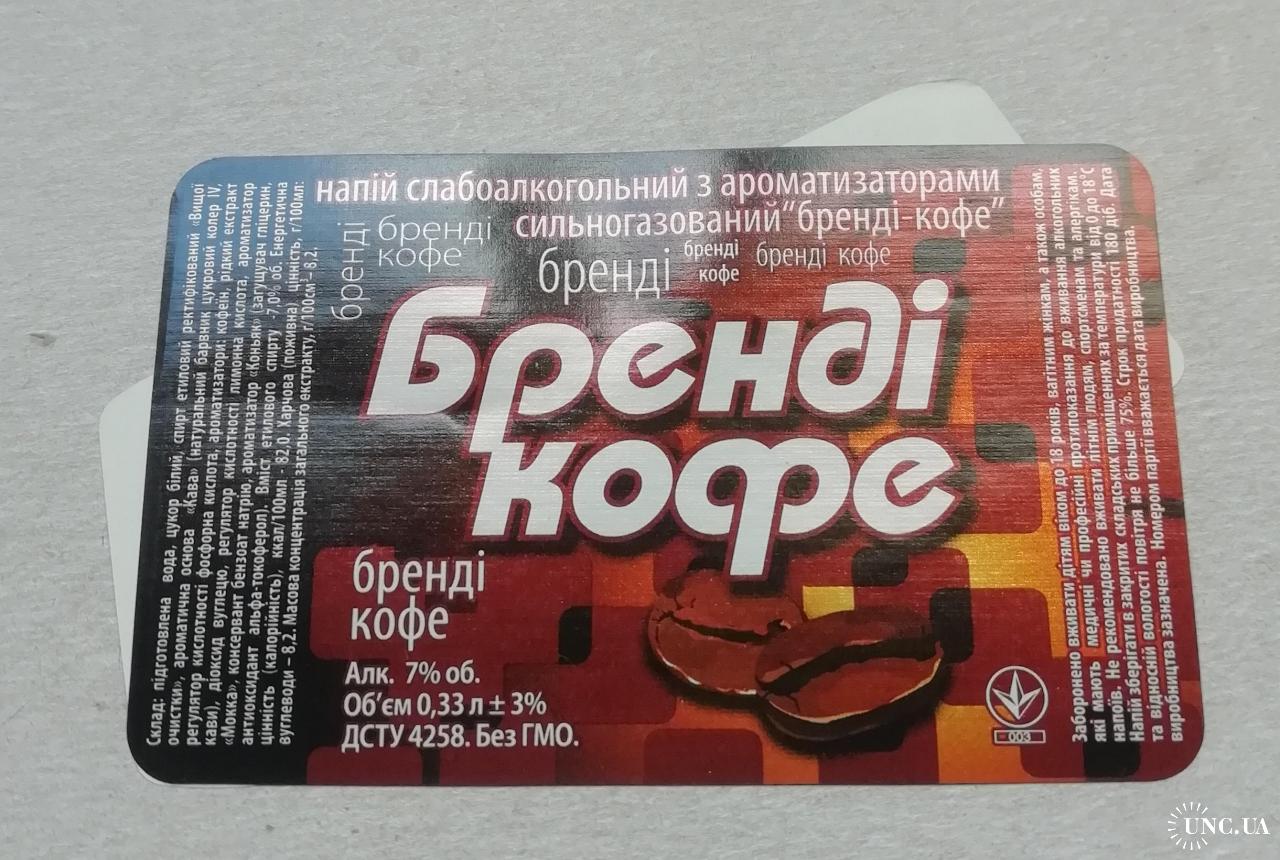 напій слабоалкогольний з ароматизаторами
сильногазований "бренді-кофе"
бренді
бренді
кофе
бренді
бренді
кофе
бренді кофе
Бренді
кофе
бренді
кофе
Алк. 7% об.
Об'єм 0,33 л ± 3%
ДСТУ 4258. Без ГМО.
Склад: підготовлена вода, цукор білий, спирт етиловий ректифікований «Вищої
очистки», ароматична основа «Кава» (натуральний барвник цукровий колер IV,
регулятор кислотності фосфорна кислота, ароматизатори: кофеїн, рідкий екстракт
кави), діоксид вуглецю, регулятор кислотності лимонна кислота, ароматизатор
«Мокка», консервант бензоат натрію, ароматизатор «Коньяк» (загущувач гліцерин,
антиоксидант альфа-токоферол). Вміст етилового спирту -7,0% об. Енергетична
цінність (калорійність), ккал/100мл - 82,0. Харчова (поживна) цінність, г/100мл:
вуглеводи – 8,2. Масова концентрація загального екстракту, г/100см³– 8,2.
Заборонено вживати дітям віком до 18 років, вагітним жінкам, а також особам,
які мають медичні чи професійні протипоказання до вживання алкогольних
напоїв. Не рекомендовано вживати літнім людям, спортсменам та алергікам.
Напій зберігати в закритих складських приміщеннях за температури від 0 до 18°С
та відносній вологості повітря не більше 75%. Строк придатності 180 діб. Дата
виробництва зазначена. Номером партії вважається дата виробництва.
003
UNC.UA